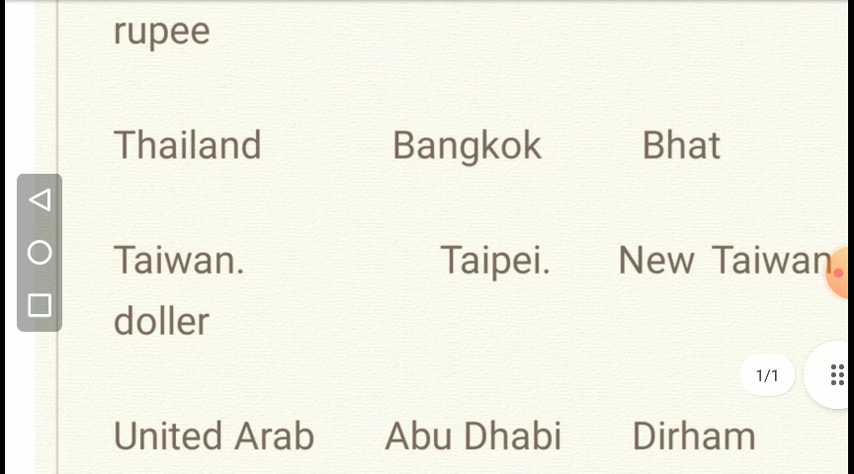 rupee
Thailand Bangkok Bhat
Taiwan. Taipei. New Taiwan
doller
1/1
United Arab Abu Dhabi Dirham